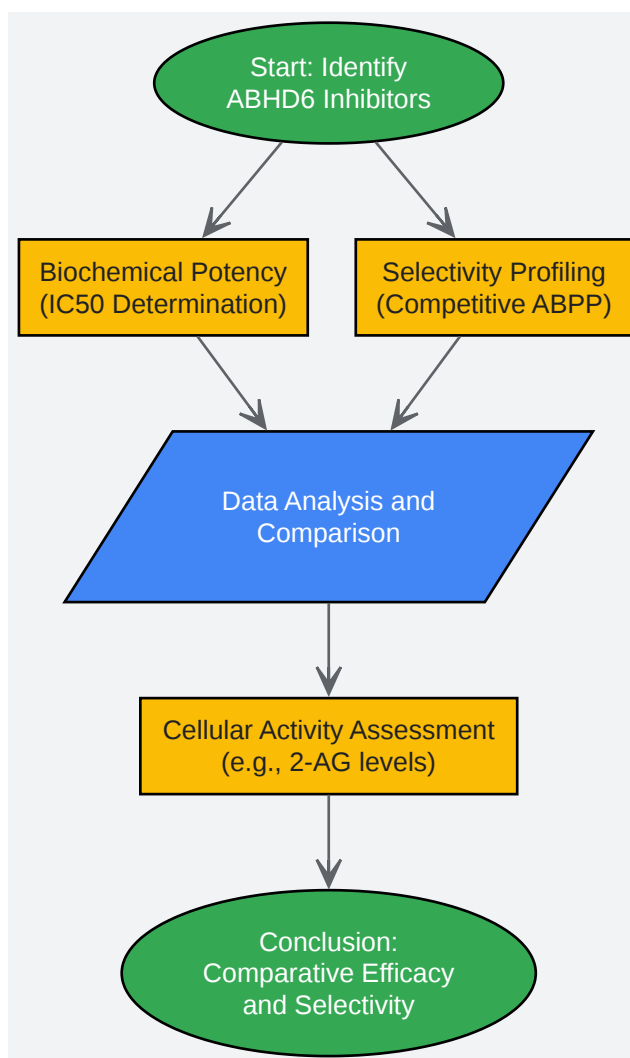 Start: Identify
ABHD6 Inhibitors
Biochemical Potency
(IC50 Determination)
Selectivity Profiling
(Competitive ABPP)
Data Analysis and
Comparison
Cellular Activity Assessment
(e.g., 2-AG levels)
Conclusion:
Comparative Efficacy
and Selectivity